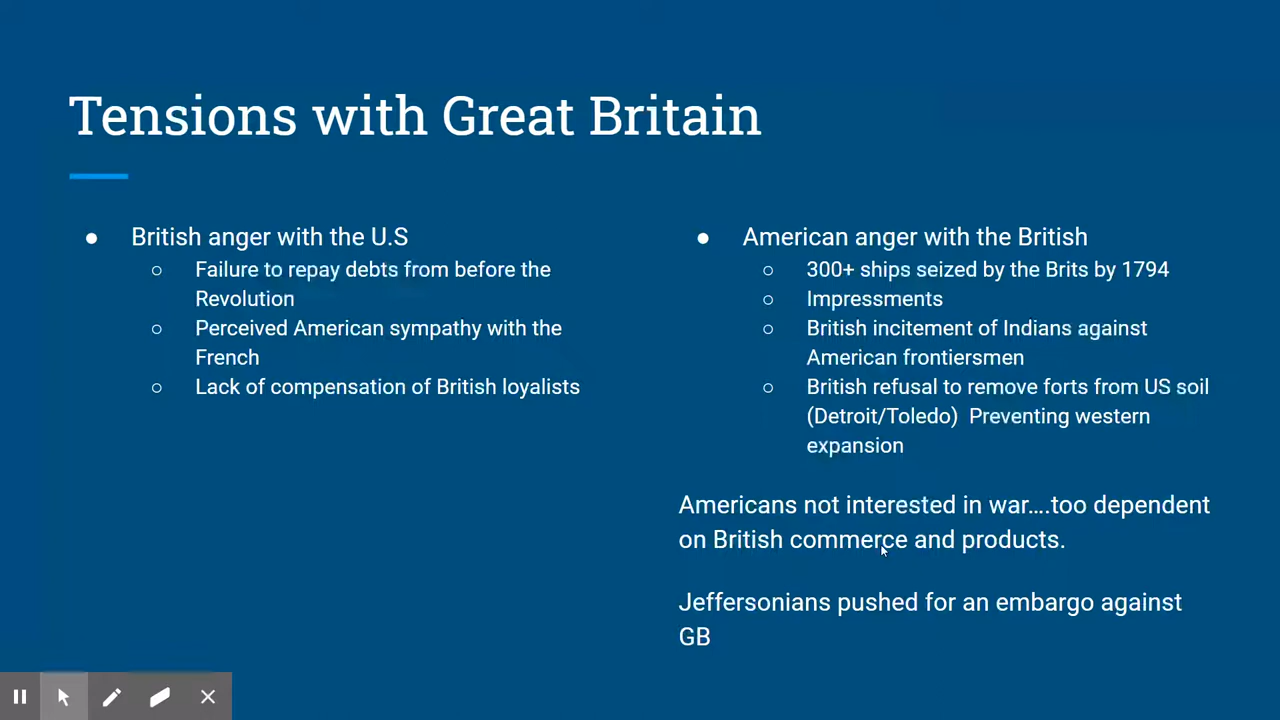 Tensions with Great Britain
● British anger with the U.S
○ Failure to repay debts from before the
Revolution
○ Perceived American sympathy with the
French
○ Lack of compensation of British loyalists
● American anger with the British
○ 300+ ships seized by the Brits by 1794
○ Impressments
○ British incitement of Indians against
American frontiersmen
○ British refusal to remove forts from US soil
(Detroit/Toledo)  Preventing western
expansion
Americans not interested in war….too dependent
on British commerce and products.
Jeffersonians pushed for an embargo against
GB